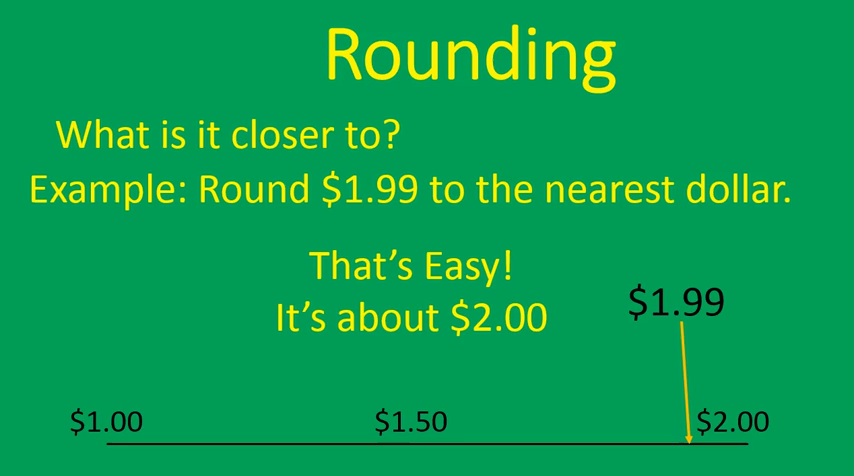 Rounding
What is it closer to?
Example: Round $1.99 to the nearest dollar.
That’s Easy!
It’s about $2.00
$1.99
$1.00 $1.50 $2.00